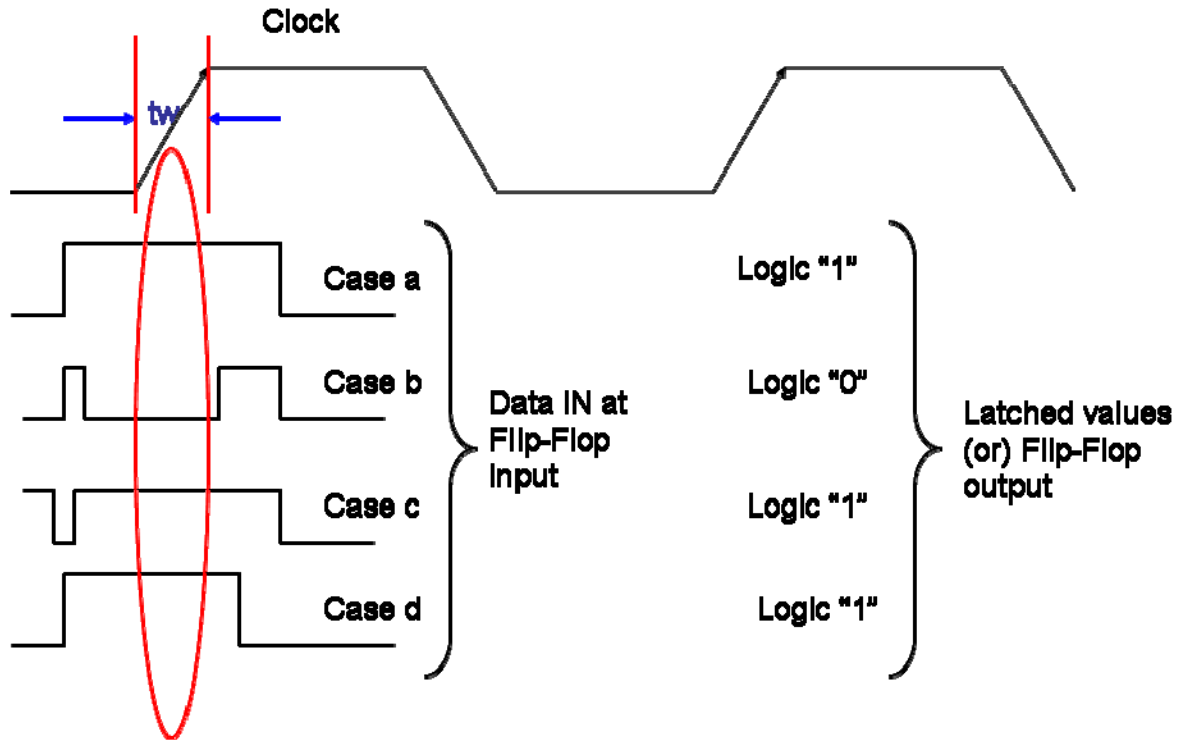 Clock
tw
Case a
Logic “1”
Case b
Logic “0”
Data IN at
Flip-Flop
Input
Latched values
(or) Flip-Flop
output
Case c
Logic “1”
Case d
Logic “1”